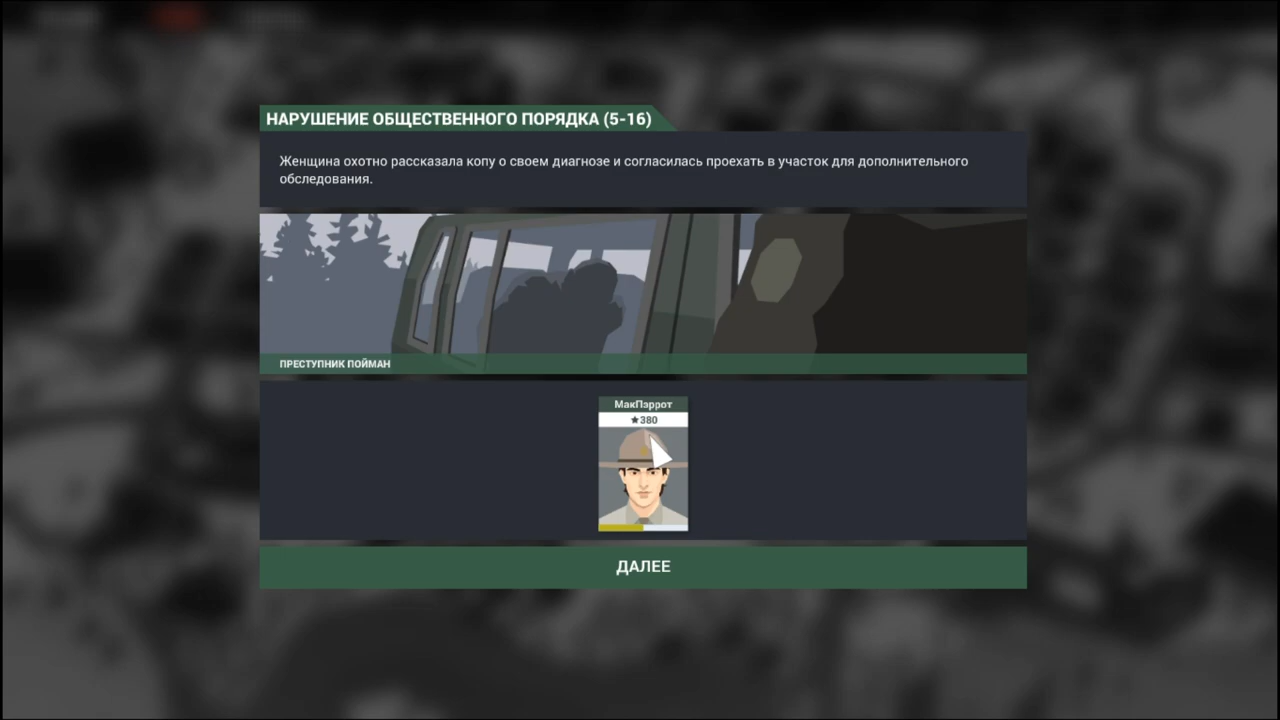 НАРУШЕНИЕ ОБЩЕСТВЕННОГО ПОРЯДКА (5-16)
Женщина охотно рассказала копу о своем диагнозе и согласилась проехать в участок для дополнительного
обследования.
ПРЕСТУПНИК ПОЙМАН
МакПэррот
★380
ДАЛЕЕ